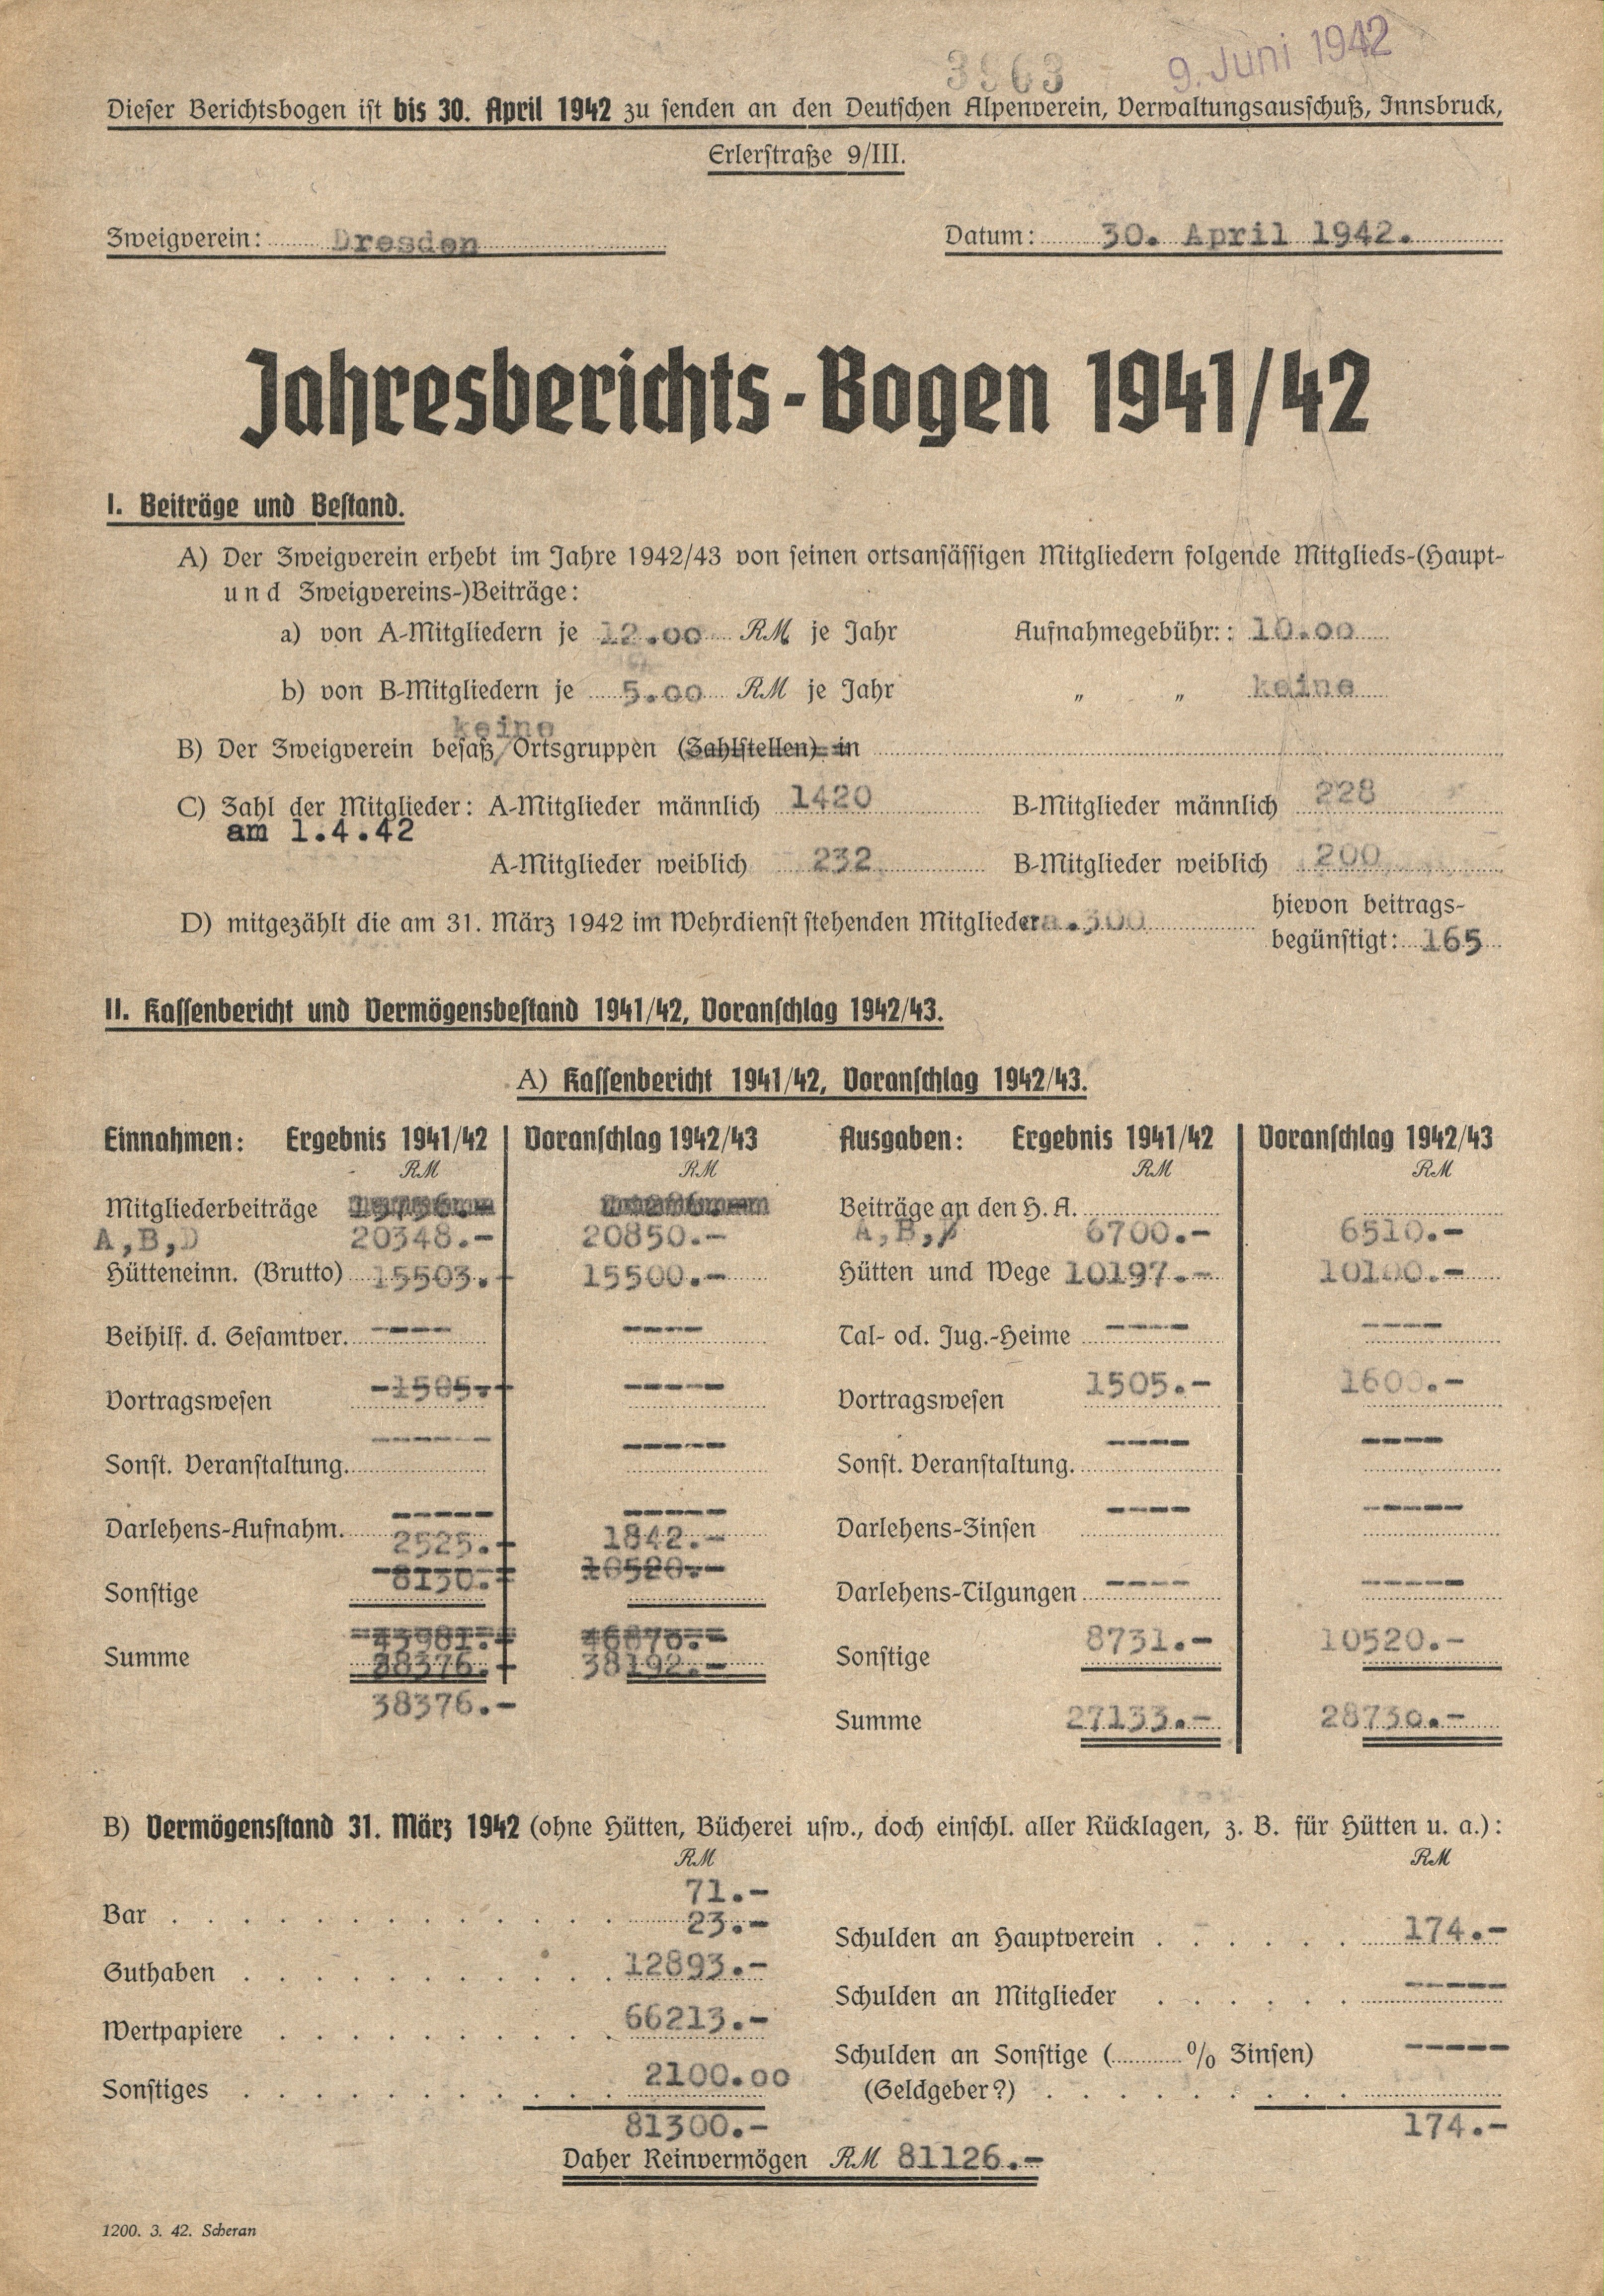 3963 9. Juni 1942
Dieser Berichtsbogen ist bis 30. April 1942 zu senden an den Deutschen Alpenverein, Verwaltungsausschuß, Innsbruck,
Erlerstraße 9/III.
Zweigverein: Dresden Datum: 30. April 1942.
Jahresberichts-Bogen 1941/42
I. Beiträge und Bestand.
A) Der Zweigverein erhebt im Jahre 1942/43 von seinen ortsansässigen Mitgliedern folgende Mitglieds-(Haupt-
und Zweigvereins-)Beiträge:
a) von A-Mitgliedern je 12.oo RM je Jahr Aufnahmegebühr: : 10.oo
b) von B-Mitgliedern je 5.oo RM je Jahr „ „ keine
keine
B) Der Zweigverein besaß/Ortsgruppen (Zahlstellen) in
C) Zahl der Mitglieder: A-Mitglieder männlich 1420 B-Mitglieder männlich 228
am 1.4.42
A-Mitglieder weiblich 232 B-Mitglieder weiblich 200
D) mitgezählt die am 31. März 1942 im Wehrdienst stehenden Mitglieder a.300 hievon beitrags-
begünstigt: 165
II. Kassenbericht und Vermögensbestand 1941/42, Voranschlag 1942/43.
A) Kassenbericht 1941/42, Voranschlag 1942/43.
Einnahmen: Ergebnis 1941/42 Voranschlag 1942/43 Ausgaben: Ergebnis 1941/42 Voranschlag 1942/43
RM RM RM RM
Mitgliederbeiträge Beiträge an den H. A.
A,B,D 20348.- 20850.- A,B, 6700.- 6510.-
Hütteneinn. (Brutto) 15503.- 15500.- Hütten und Wege 10197.- 10100.-
Beihilf. d. Gesamtver. ---- ---- Tal- od. Jug.-Heime ---- ----
Vortragswesen -1505.- ----- Vortragswesen 1505.- 1600.-
Sonst. Veranstaltung. ------ ----- Sonst. Veranstaltung. ---- ----
Darlehens-Aufnahm. ----- ----- Darlehens-Zinsen ---- -----
2525.- 1842.-
Sonstige 8130.- 10520.- Darlehens-Tilgungen ---- -----
Summe 38376.- 38192.- Sonstige 8731.- 10520.-
38376.-
Summe 27133.- 28730.-
B) Vermögensstand 31. März 1942 (ohne Hütten, Bücherei usw., doch einschl. aller Rücklagen, z. B. für Hütten u. a.):
RM RM
71.-
Bar 23.- Schulden an Hauptverein 174.-
Guthaben 12893.- Schulden an Mitglieder -----
Wertpapiere 66213.- Schulden an Sonstige ( % Zinsen) -----
Sonstiges 2100.oo (Geldgeber?)
81300.- 174.-
Daher Reinvermögen RM 81126.-
1200. 3. 42. Scheran